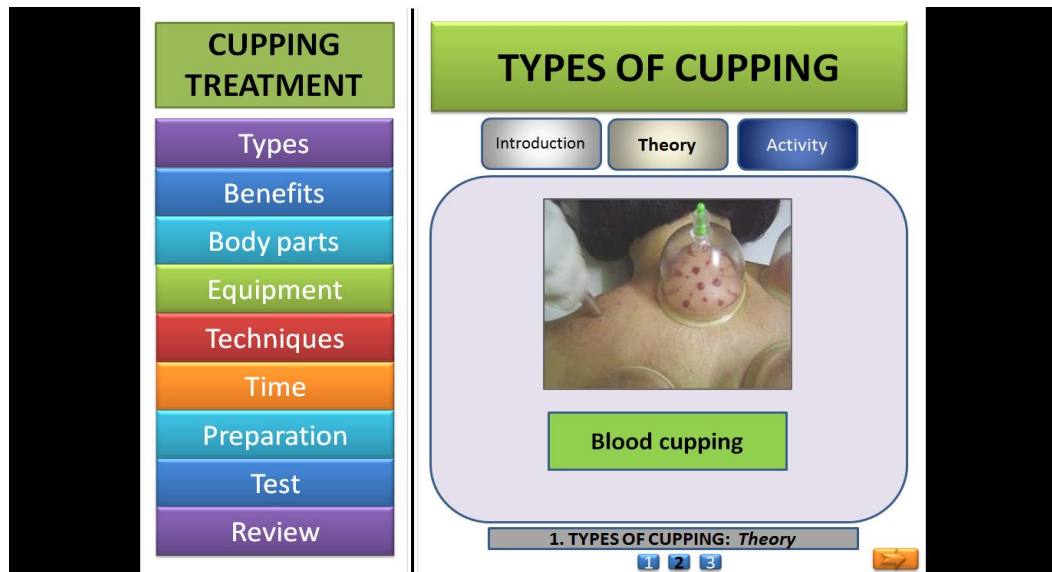 CUPPING
TREATMENT
Types
Benefits
Body parts
Equipment
Techniques
Time
Preparation
Test
Review
TYPES OF CUPPING
Introduction
Theory
Activity
Blood cupping
1. TYPES OF CUPPING: Theory
1 2 3